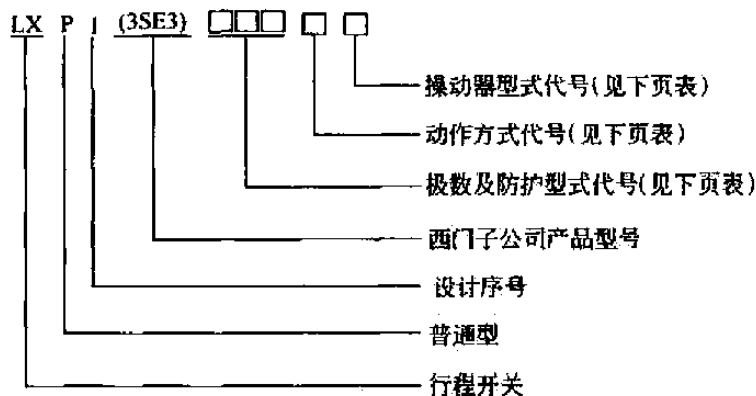 LX P 1 (3SE3) □□□ □ □
操动器型式代号(见下页表)
动作方式代号(见下页表)
极数及防护型式代号(见下页表)
西门子公司产品型号
设计序号
普通型
行程开关